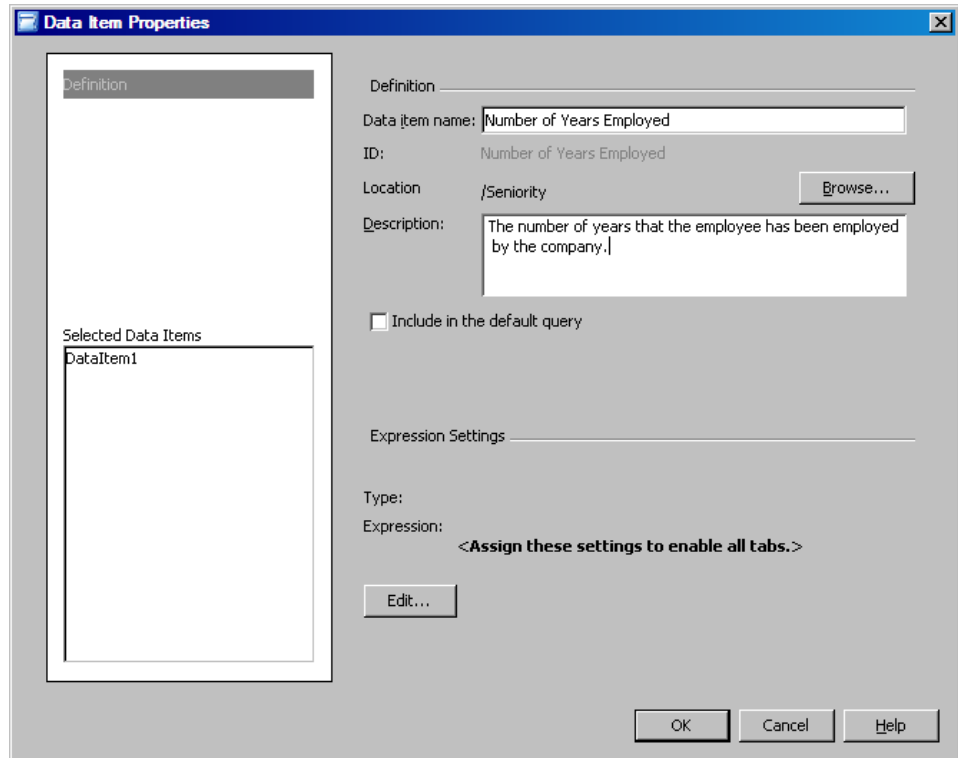 Data Item Properties
Definition
Selected Data Items
DataItem1
Definition
Data item name: Number of Years Employed
ID: Number of Years Employed
Location /Seniority Browse...
Description: The number of years that the employee has been employed
by the company.
Include in the default query
Expression Settings
Type:
Expression:
<Assign these settings to enable all tabs.>
Edit...
OK Cancel Help